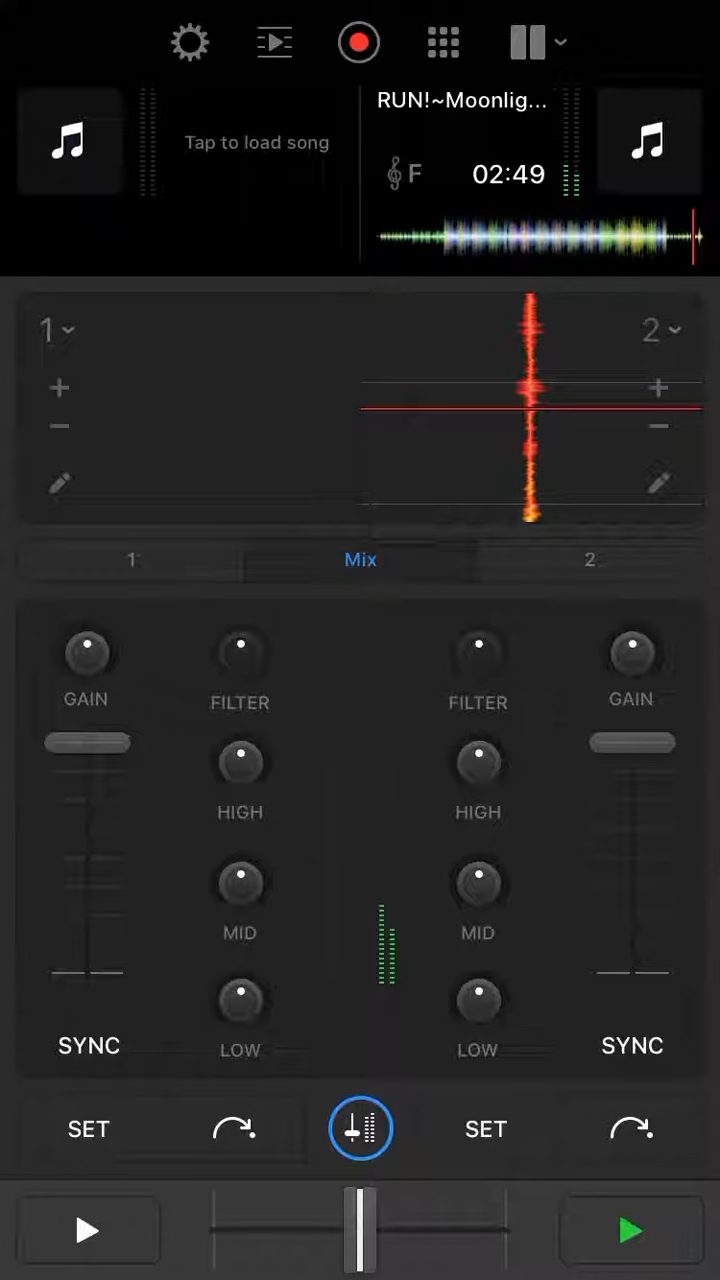 RUN!~Moonlig...
Tap to load song
F 02:49
1 2
1 Mix 2
GAIN FILTER FILTER GAIN
HIGH HIGH
MID MID
LOW LOW
SYNC SYNC
SET SET